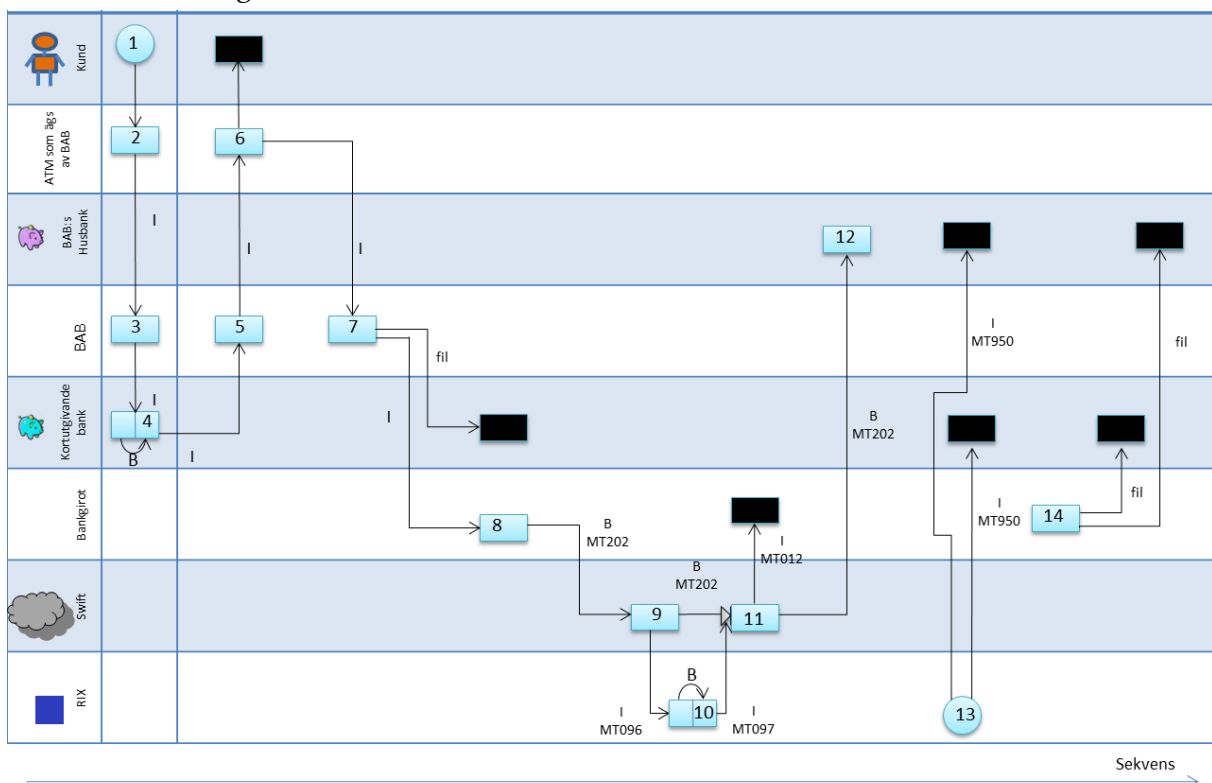 Kund
1
ATM som ägs
av BAB
2
6
I
I
I
BAB:s
Husbank
12
BAB
3
5
7
fil
I
MT950
fil
Kortutgivande
bank
I
4
B
I
I
B
MT202
Bankgirot
8
B
MT202
I
MT012
I
MT950
14
fil
Swift
B
MT202
9
11
RIX
B
10
I
MT096
I
MT097
13
Sekvens